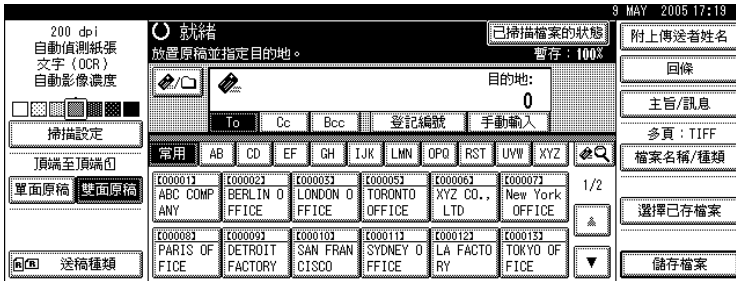 9 MAY 2005 17:19
200 dpi
自動偵測紙張
文字 (OCR)
自動影像濃度
掃描設定
頂端至頂端
單面原稿 雙面原稿
送稿種類
就緒
已掃描檔案的狀態
放置原稿並指定目的地。
暫存:100%
目的地:
0
To Cc Bcc 登記編號 手動輸入
常用 AB CD EF GH IJK LMN OPQ RST UVW XYZ
[00001] [00002] [00003] [00005] [00006] [00007]
ABC COMP BERLIN O LONDON O TORONTO XYZ CO., New York
ANY FFICE FFICE OFFICE LTD OFFICE
[00008] [00009] [00010] [00011] [00012] [00013]
PARIS OF DETROIT SAN FRAN SYDNEY O LA FACTO TOKYO OF
FICE FACTORY CISCO FFICE RY FICE
1/2
附上傳送者姓名
回條
主旨/訊息
多頁:TIFF
檔案名稱/種類
選擇已存檔案
儲存檔案